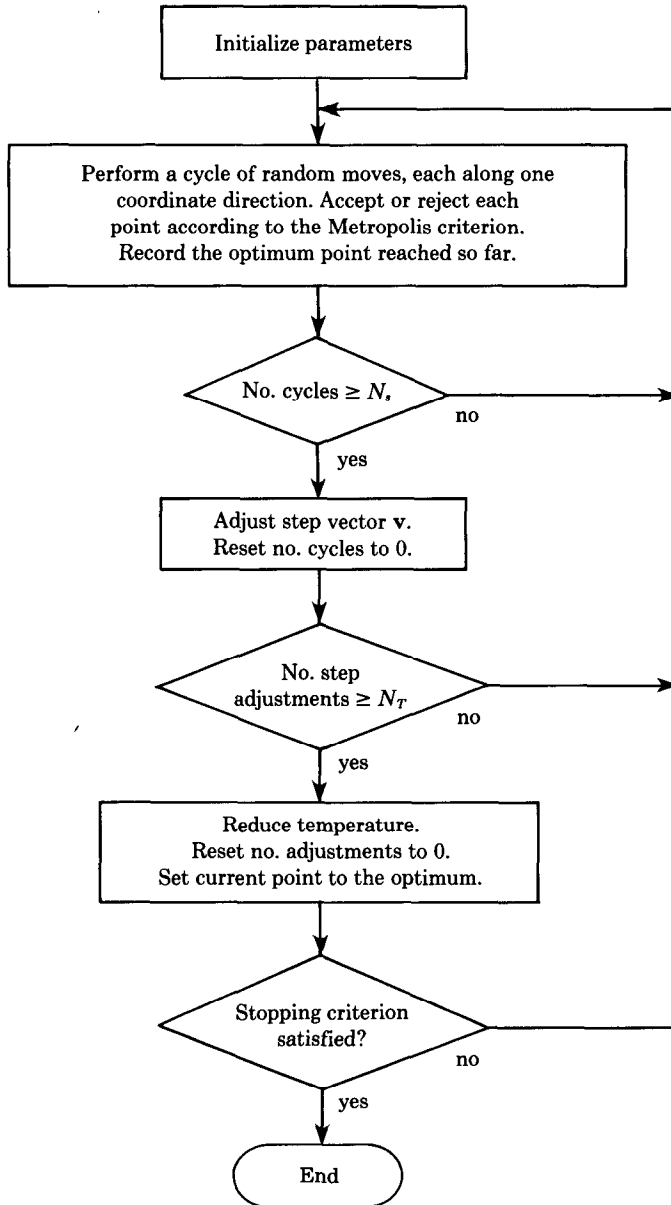 Initialize parameters
Perform a cycle of random moves, each along one
coordinate direction. Accept or reject each
point according to the Metropolis criterion.
Record the optimum point reached so far.
No. cycles ≥ Nₛ
no
yes
Adjust step vector v.
Reset no. cycles to 0.
No. step
adjustments ≥ N_T
no
yes
Reduce temperature.
Reset no. adjustments to 0.
Set current point to the optimum.
Stopping criterion
satisfied?
no
yes
End